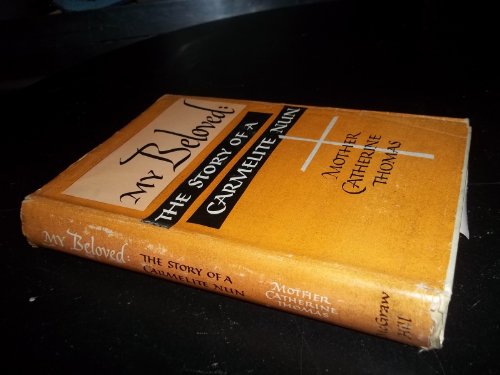 My Beloved:
THE STORY OF A
CARMELITE NUN
MOTHER
CATHERINE
THOMAS
My Beloved:
THE STORY OF A
CARMELITE NUN
MOTHER
CATHERINE
THOMAS
McGraw
Hill